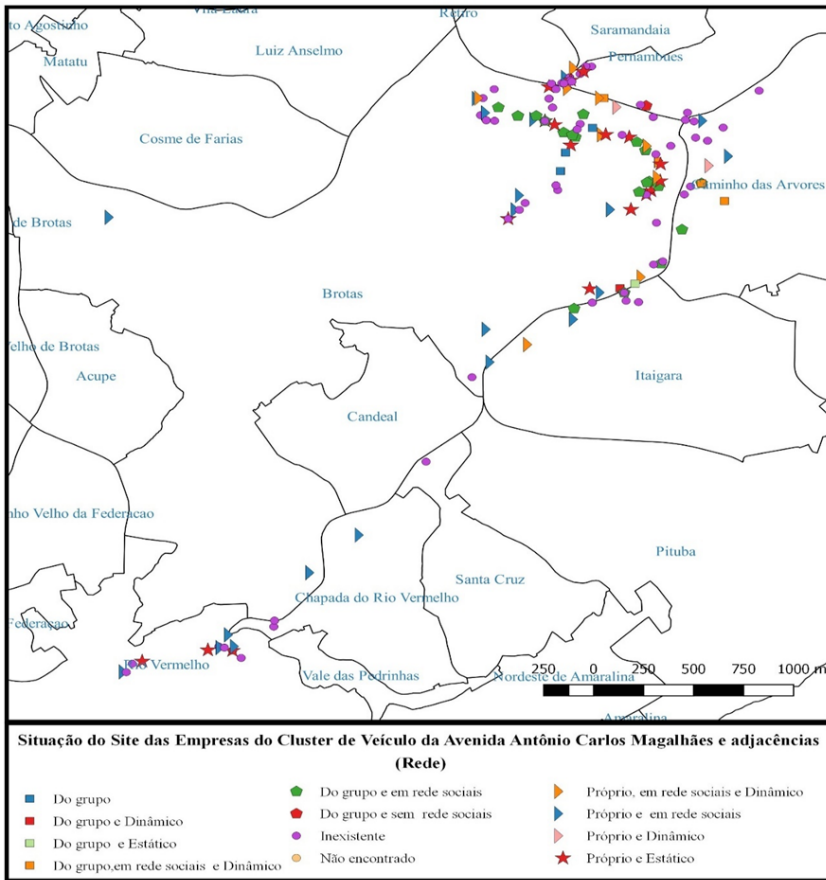 Vila Laura
Retiro
to Agostinho
Saramandaia
Luiz Anselmo
Pernambues
Matatu
Cosme de Farias
Caminho das Arvores
de Brotas
Brotas
Velho de Brotas
Acupe
Itaigara
Candeal
nho Velho da Federacao
Pituba
Santa Cruz
Chapada do Rio Vermelho
Federaçao
Rio Vermelho
Vale das Pedrinhas
Nordeste de Amaralina
250 0 250 500 750 1000 m
Amaralina
Situação do Site das Empresas do Cluster de Veículo da Avenida Antônio Carlos Magalhães e adjacências
(Rede)
Do grupo
Do grupo e Dinâmico
Do grupo e Estático
Do grupo,em rede sociais e Dinâmico
Do grupo e em rede sociais
Do grupo e sem rede sociais
Inexistente
Não encontrado
Próprio, em rede sociais e Dinâmico
Próprio e em rede sociais
Próprio e Dinâmico
Próprio e Estático